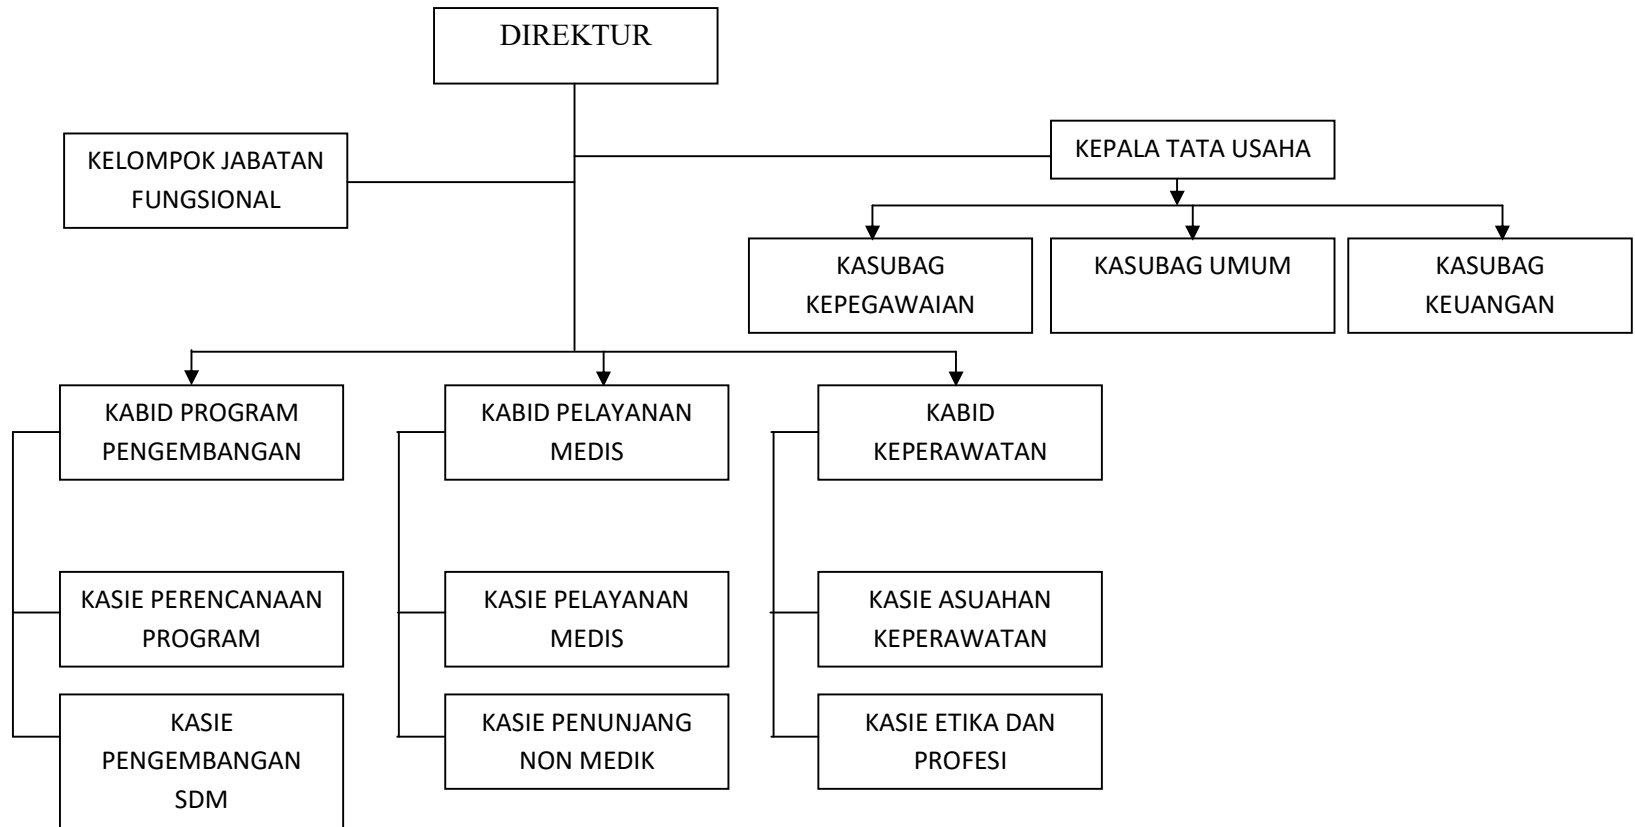 DIREKTUR
KELOMPOK JABATAN
FUNGSIONAL
KEPALA TATA USAHA
KASUBAG
KEPEGAWAIAN
KASUBAG UMUM
KASUBAG
KEUANGAN
KABID PROGRAM
PENGEMBANGAN
KABID PELAYANAN
MEDIS
KABID
KEPERAWATAN
KASIE PERENCANAAN
PROGRAM
KASIE PELAYANAN
MEDIS
KASIE ASUAHAN
KEPERAWATAN
KASIE
PENGEMBANGAN
SDM
KASIE PENUNJANG
NON MEDIK
KASIE ETIKA DAN
PROFESI